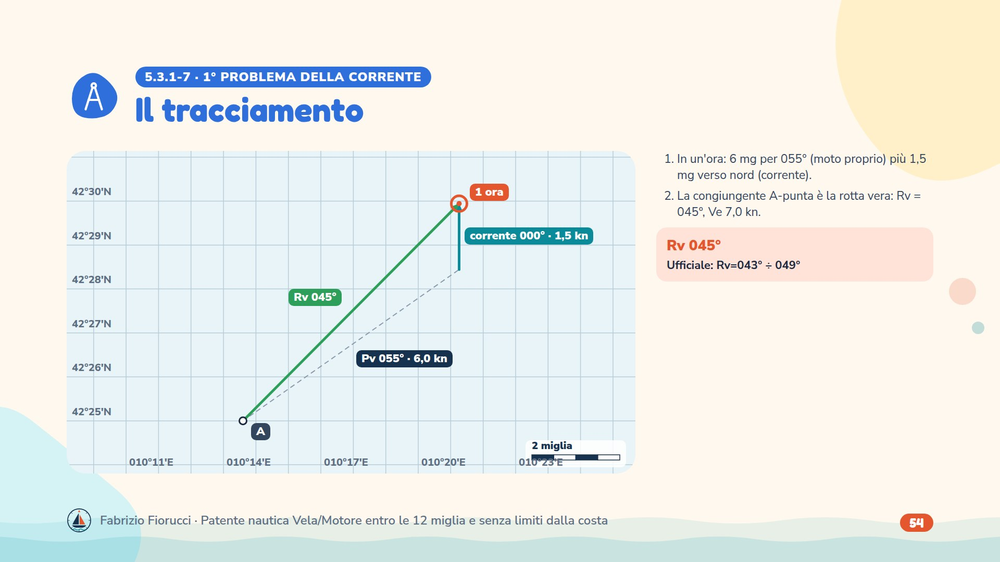 5.3.1-7 · 1° PROBLEMA DELLA CORRENTE
Il tracciamento
42°30'N
42°29'N
42°28'N
42°27'N
42°26'N
42°25'N
1 ora
corrente 000° · 1,5 kn
Rv 045°
Pv 055° · 6,0 kn
A
2 miglia
010°11'E
010°14'E
010°17'E
010°20'E
010°23'E
1. In un'ora: 6 mg per 055° (moto proprio) più 1,5
mg verso nord (corrente).
2. La congiungente A-punta è la rotta vera: Rv =
045°, Ve 7,0 kn.
Rv 045°
Ufficiale: Rv=043° ÷ 049°
Fabrizio Fiorucci · Patente nautica Vela/Motore entro le 12 miglia e senza limiti dalla costa
54